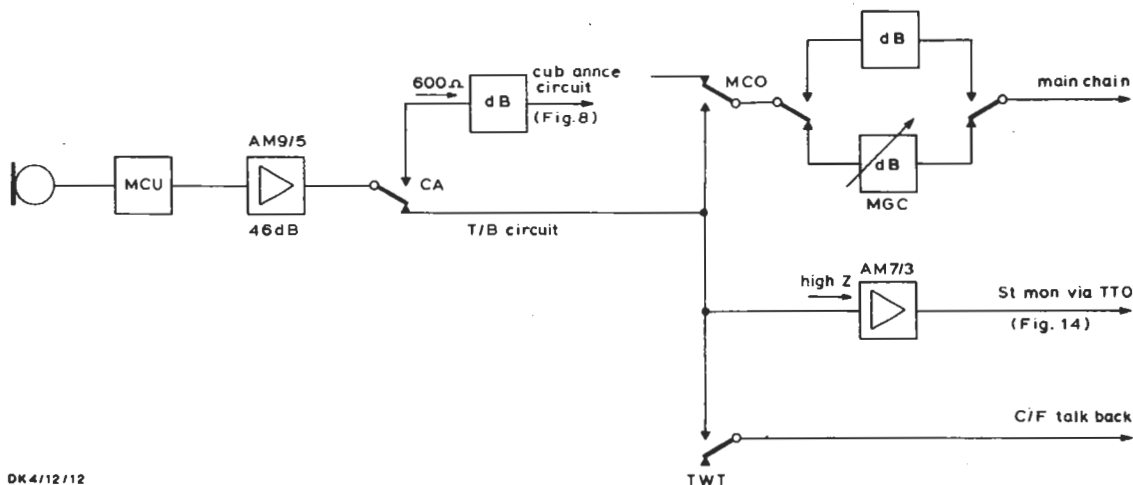 dB
600Ω
cub annce
circuit
(Fig.8)
dB
MCO
main chain
dB
MGC
AM9/5
MCU
46dB
CA
T/B circuit
AM7/3
high Z
St mon via TTO
(Fig. 14)
C/F talk back
TWT
DK4/12/12